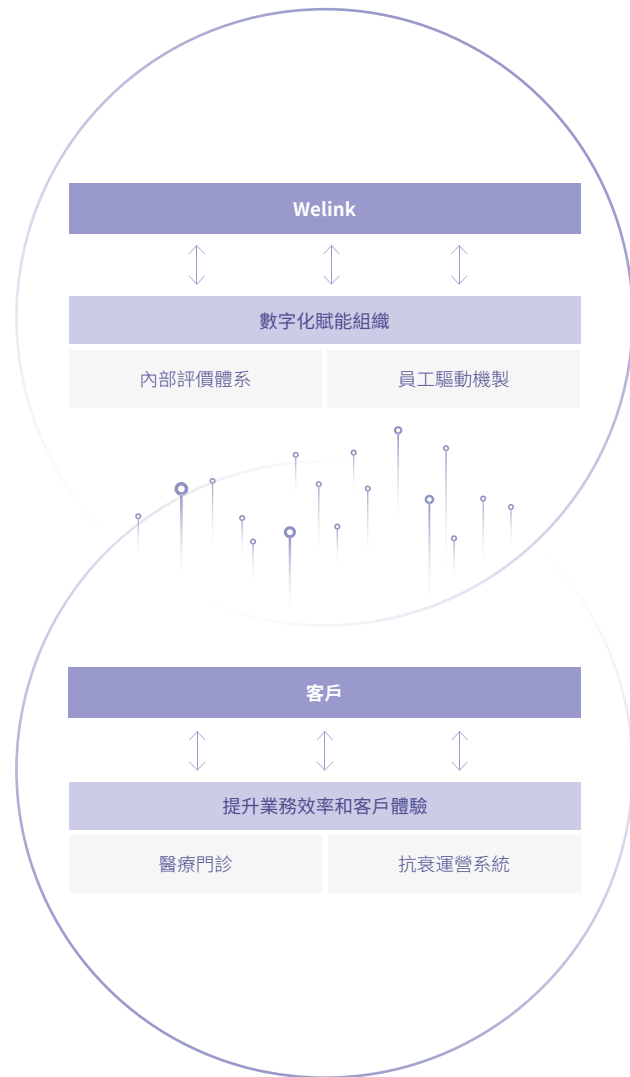 Welink
數字化賦能組織
內部評價體系
員工驅動機製
客戶
提升業務效率和客戶體驗
醫療門診
抗衰運營系統